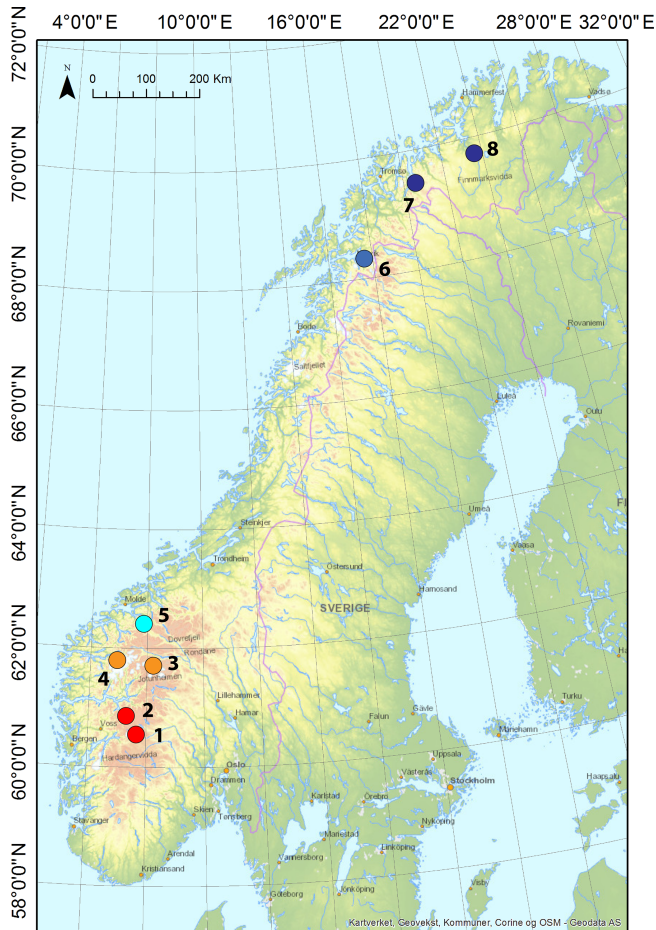 4°0'0"E 10°0'0"E 16°0'0"E 22°0'0"E 28°0'0"E 32°0'0"E
72°0'0"N
N
0 100 200 Km
Hammerfest
Vadsø
8
70°0'0"N
Tromsø
Finnmarksvidda
7
6
68°0'0"N
Bodø
Rovaniemi
Saltfjellet
66°0'0"N
Luleå
Oulu
64°0'0"N
Umeå
Steinkjer
Vaasa
Trondheim
Östersund
Härnösand
Molde
SVERIGE
5
Dovrefjell
62°0'0"N
Rondane
3
4
Jotunheimen
Lillehammer
Turku
2
Hamar
Gävle
Voss
Falun
Mariehamn
1
Bergen
Hardangervidda
Uppsala
60°0'0"N
Oslo
Västerås
Haapsalu
Drammen
Stockholm
Karlstad
Örebro
Skien
Tønsberg
Stavanger
Nyköping
Mariestad
Linköping
Arendal
Vänersborg
Kristiansand
58°0'0"N
Visby
Göteborg
Jönköping
Kartverket, Geovekst, Kommuner, Corine og OSM - Geodata AS